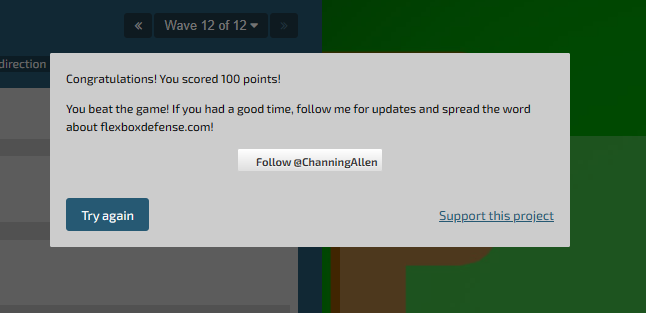 « Wave 12 of 12 »
direction
Congratulations! You scored 100 points!
You beat the game! If you had a good time, follow me for updates and spread the word
about flexboxdefense.com!
Follow @ChanningAllen
Try again
Support this project